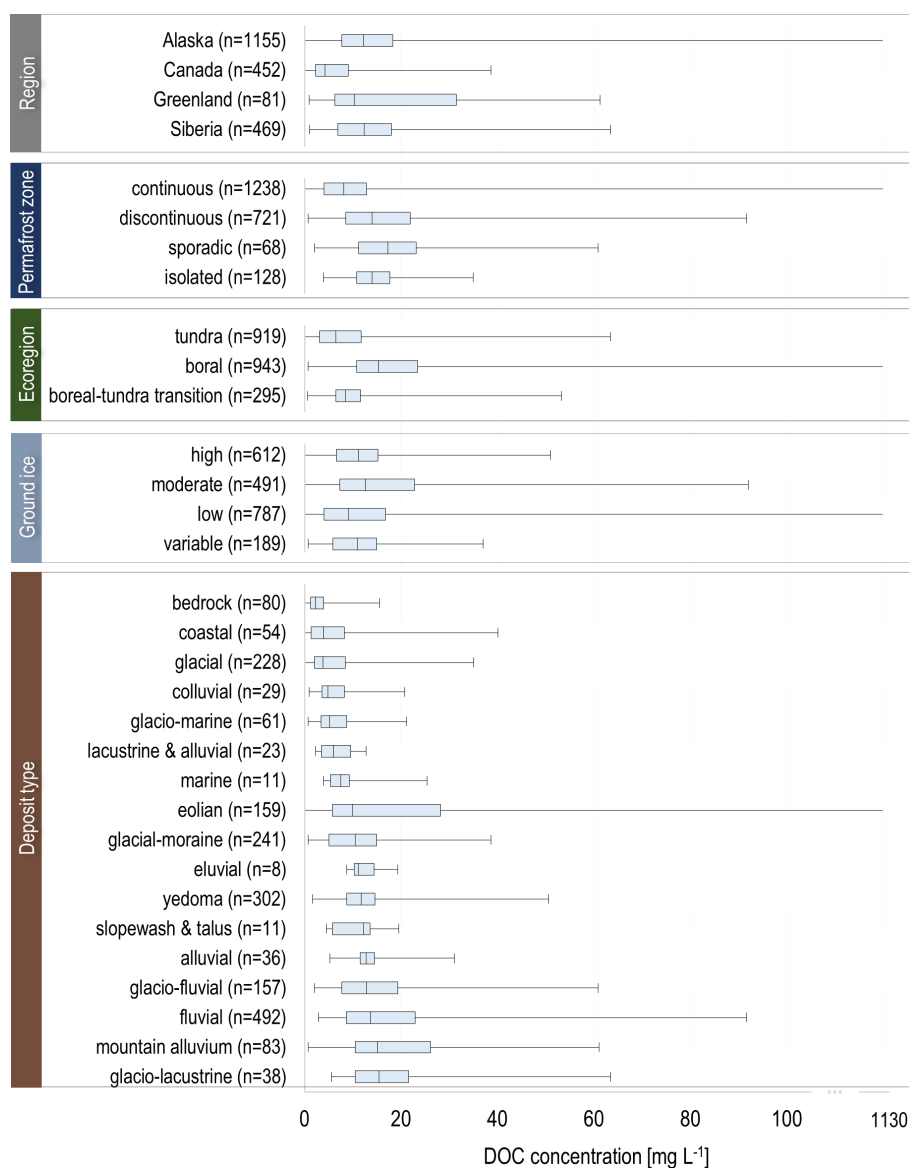 Region
Alaska (n=1155)
Canada (n=452)
Greenland (n=81)
Siberia (n=469)
Permafrost zone
continuous (n=1238)
discontinuous (n=721)
sporadic (n=68)
isolated (n=128)
Ecoregion
tundra (n=919)
boral (n=943)
boreal-tundra transition (n=295)
Ground ice
high (n=612)
moderate (n=491)
low (n=787)
variable (n=189)
Deposit type
bedrock (n=80)
coastal (n=54)
glacial (n=228)
colluvial (n=29)
glacio-marine (n=61)
lacustrine & alluvial (n=23)
marine (n=11)
eolian (n=159)
glacial-moraine (n=241)
eluvial (n=8)
yedoma (n=302)
slopewash & talus (n=11)
alluvial (n=36)
glacio-fluvial (n=157)
fluvial (n=492)
mountain alluvium (n=83)
glacio-lacustrine (n=38)
0 20 40 60 80 100 1130
DOC concentration [mg L⁻¹]